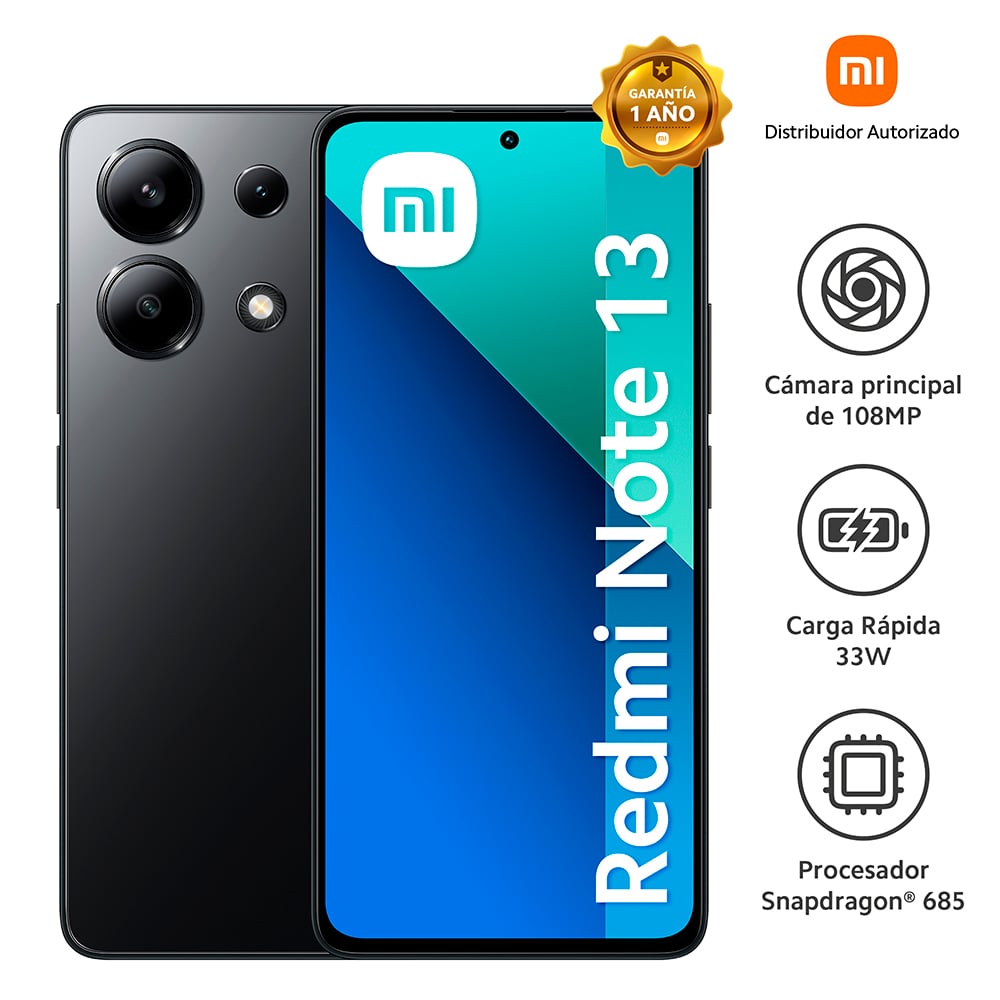 GARANTÍA
1 AÑO
mi
mi
Distribuidor Autorizado
mi
Redmi Note 13
Cámara principal
de 108MP
Carga Rápida
33W
Procesador
Snapdragon® 685